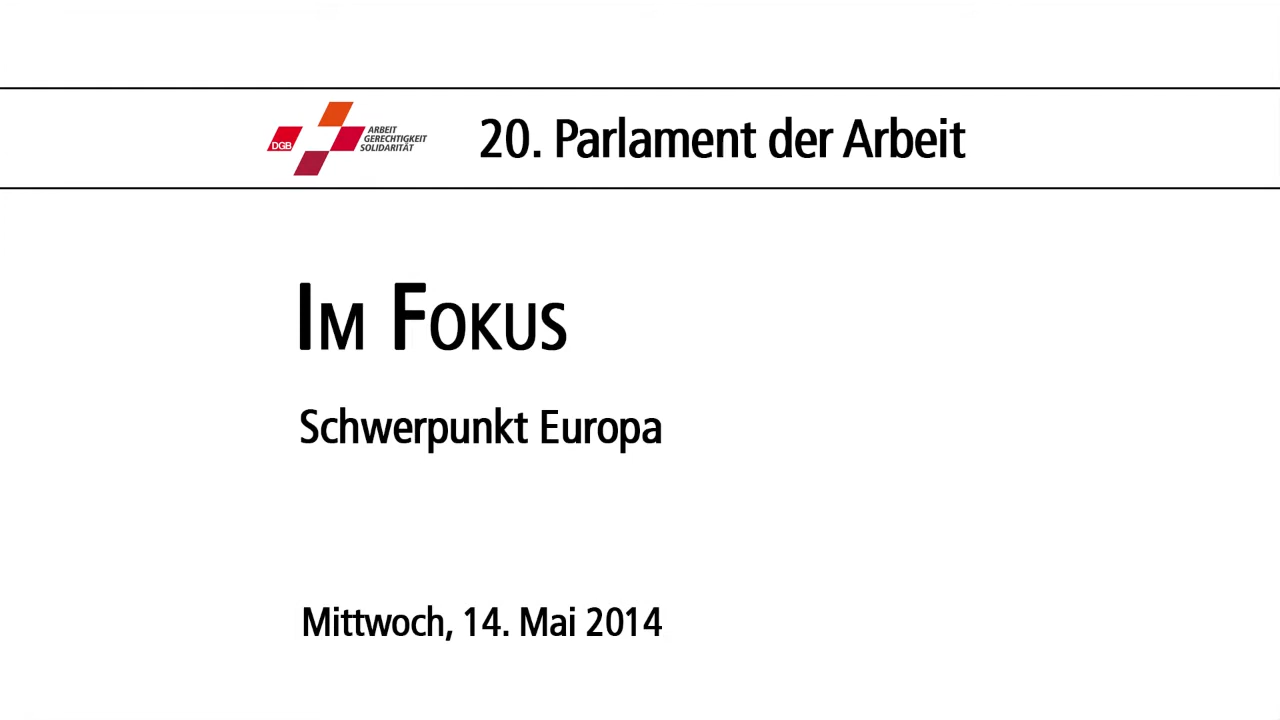 DGB
ARBEIT
GERECHTIGKEIT
SOLIDARITÄT
20. Parlament der Arbeit
IM FOKUS
Schwerpunkt Europa
Mittwoch, 14. Mai 2014